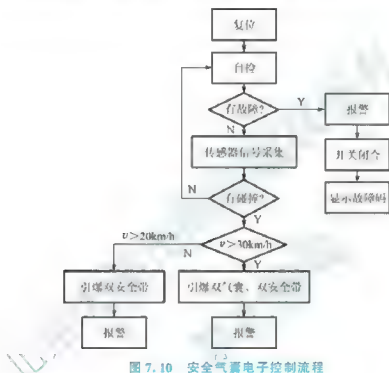 复位
自检
有故障?
Y
报警
N
传感器信号采集
开关闭合
N
有碰撞?
显示故障码
Y
v>20km/h
v>30km/h
N
Y
引爆双安全带
引爆双气囊、双安全带
报警
报警
图 7.10 安全气囊电子控制流程